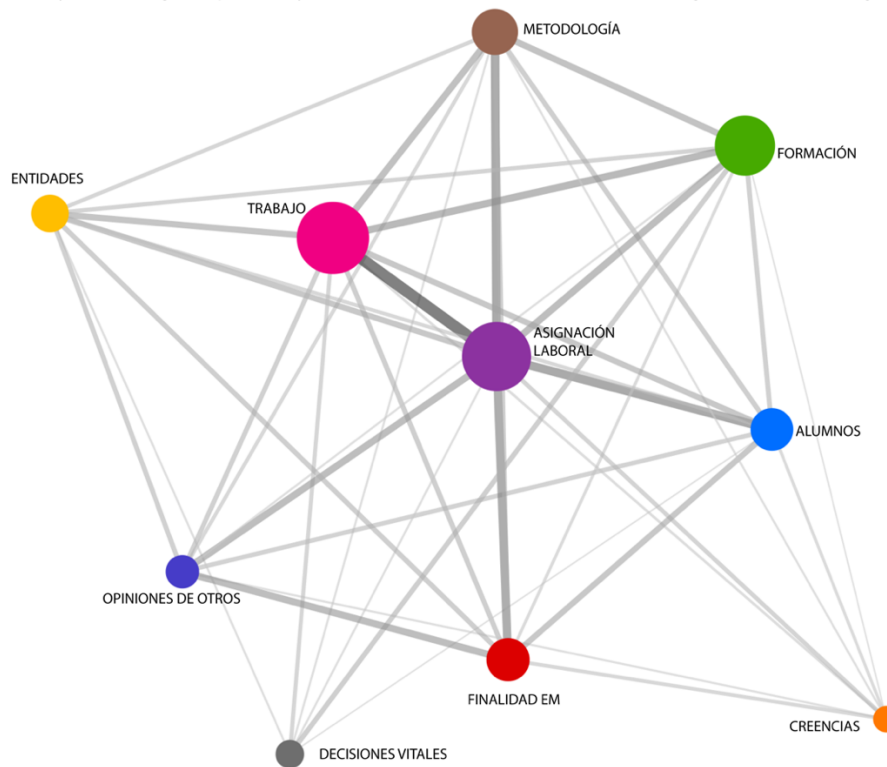 METODOLOGÍA
FORMACIÓN
ENTIDADES
TRABAJO
ASIGNACIÓN
LABORAL
ALUMNOS
OPINIONES DE OTROS
FINALIDAD EM
CREENCIAS
DECISIONES VITALES